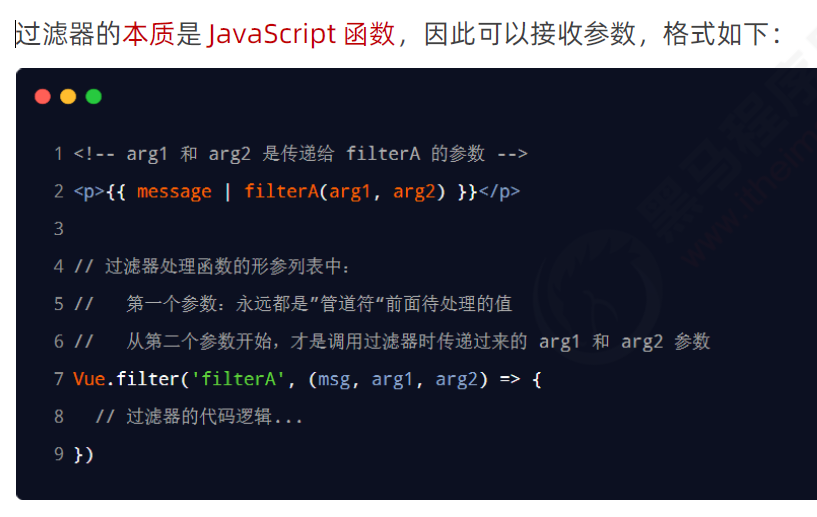 过滤器的本质是 JavaScript 函数，因此可以接收参数，格式如下：
1 <!-- arg1 和 arg2 是传递给 filterA 的参数 -->
2 <p>{{ message | filterA(arg1, arg2) }}</p>
3
4 // 过滤器处理函数的形参列表中：
5 //   第一个参数：永远都是”管道符“前面待处理的值
6 //   从第二个参数开始，才是调用过滤器时传递过来的 arg1 和 arg2 参数
7 Vue.filter('filterA', (msg, arg1, arg2) => {
8   // 过滤器的代码逻辑...
9 })
黑马程序